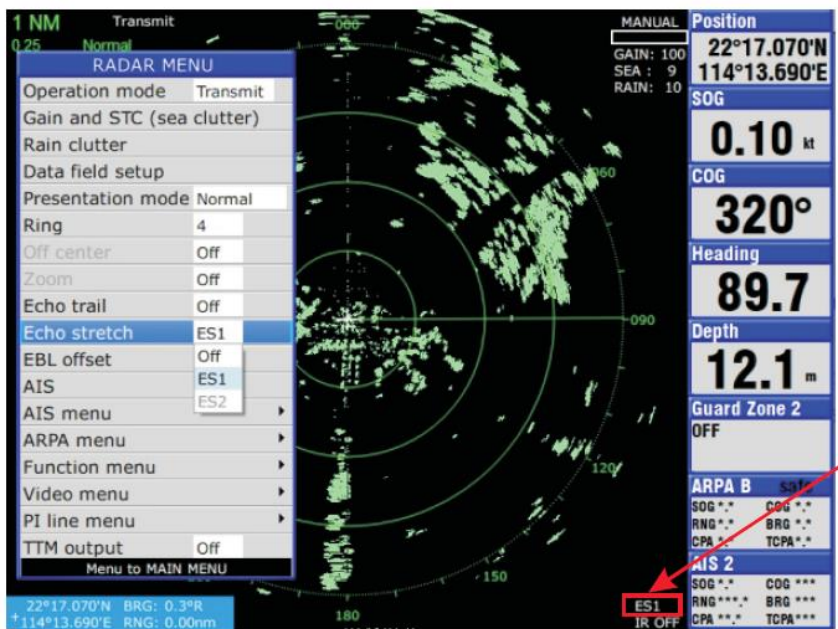 1 NM Transmit
0.25 Normal
000
MANUAL
GAIN: 100
SEA : 9
RAIN: 10
RADAR MENU
Operation mode Transmit
Gain and STC (sea clutter)
Rain clutter
Data field setup
Presentation mode Normal
Ring 4
Off center Off
Zoom Off
Echo trail Off
Echo stretch ES1
Off
ES1
ES2
EBL offset
AIS
AIS menu
ARPA menu
Function menu
Video menu
PI line menu
TTM output Off
Menu to MAIN MENU
060
090
120
150
180
+22°17.070'N BRG: 0.3°R
114°13.690'E RNG: 0.00nm
ES1
IR OFF
Position
22°17.070'N
114°13.690'E
SOG
0.10 kt
COG
320°
Heading
89.7
Depth
12.1 m
Guard Zone 2
OFF
ARPA B safe
SOG *.* COG *.*
RNG *.* BRG *.*
CPA *.* TCPA *.*
AIS 2
SOG *.* COG ***
RNG ***.* BRG ***
CPA **.* TCPA ***